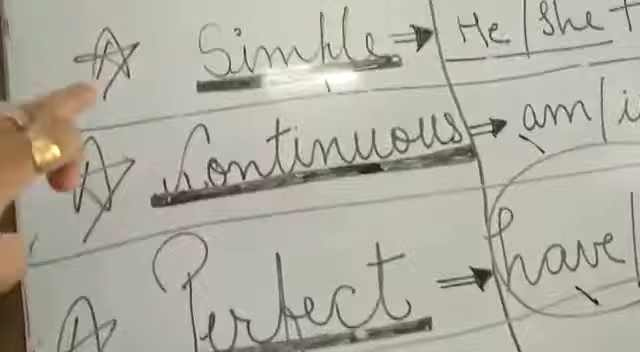 Simple ⇒ He / She +
Continuous ⇒ am / i
Perfect ⇒ have /